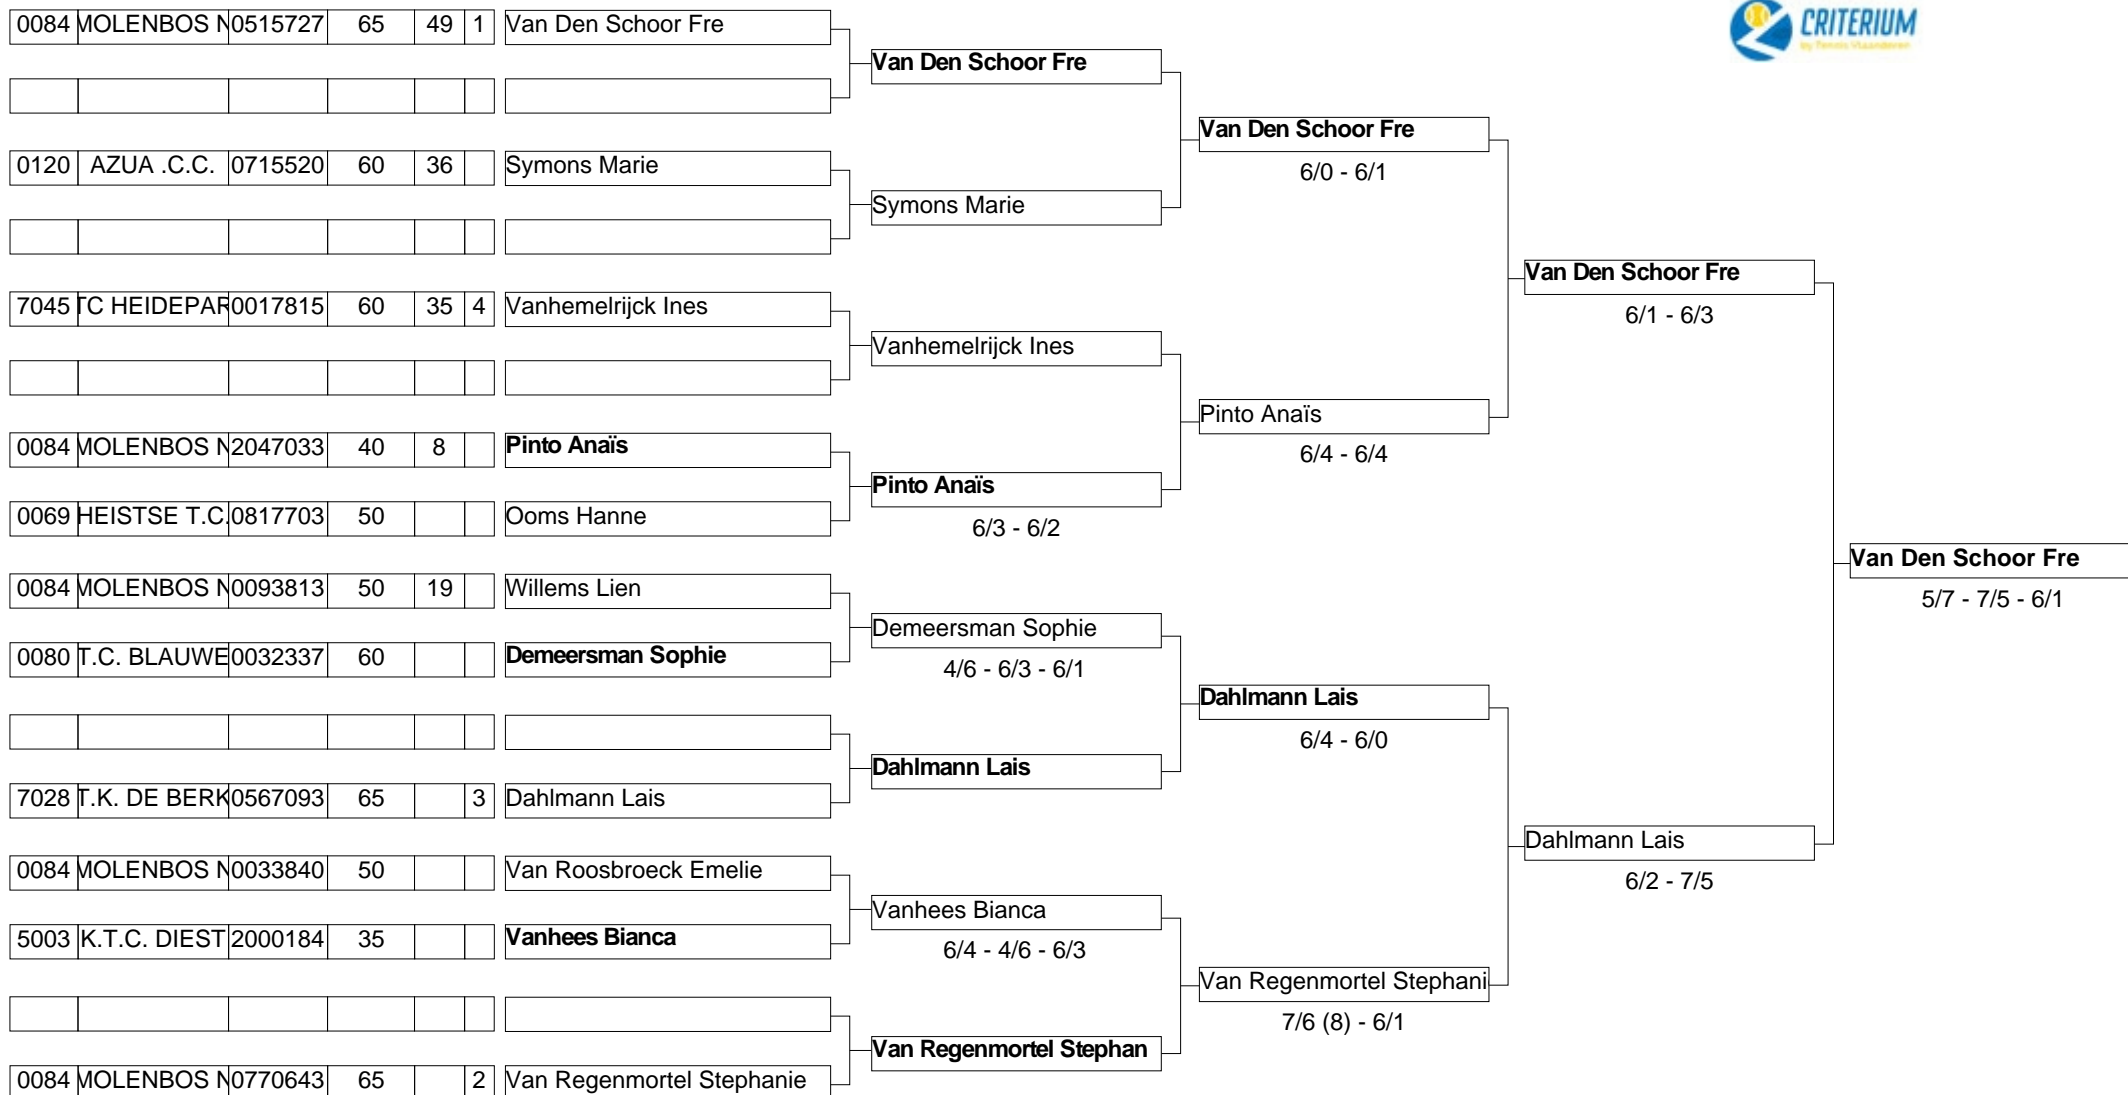 CRITERIUM
by Tennis Vlaanderen
0084 MOLENBOS N 0515727 65 49 1 Van Den Schoor Fre
Van Den Schoor Fre
Van Den Schoor Fre
6/0 - 6/1
0120 AZUA .C.C. 0715520 60 36 Symons Marie
Symons Marie
Van Den Schoor Fre
6/1 - 6/3
7045 TC HEIDEPAR 0017815 60 35 4 Vanhemelrijck Ines
Vanhemelrijck Ines
Pinto Anaïs
6/4 - 6/4
0084 MOLENBOS N 2047033 40 8 Pinto Anaïs
Pinto Anaïs
6/3 - 6/2
0069 HEISTSE T.C. 0817703 50 Ooms Hanne
Van Den Schoor Fre
5/7 - 7/5 - 6/1
0084 MOLENBOS N 0093813 50 19 Willems Lien
Demeersman Sophie
4/6 - 6/3 - 6/1
0080 T.C. BLAUWE 0032337 60 Demeersman Sophie
Dahlmann Lais
6/4 - 6/0
Dahlmann Lais
7028 T.K. DE BERK 0567093 65 3 Dahlmann Lais
Dahlmann Lais
6/2 - 7/5
0084 MOLENBOS N 0033840 50 Van Roosbroeck Emelie
Vanhees Bianca
6/4 - 4/6 - 6/3
5003 K.T.C. DIEST 2000184 35 Vanhees Bianca
Van Regenmortel Stephani
7/6 (8) - 6/1
Van Regenmortel Stephan
0084 MOLENBOS N 0770643 65 2 Van Regenmortel Stephanie